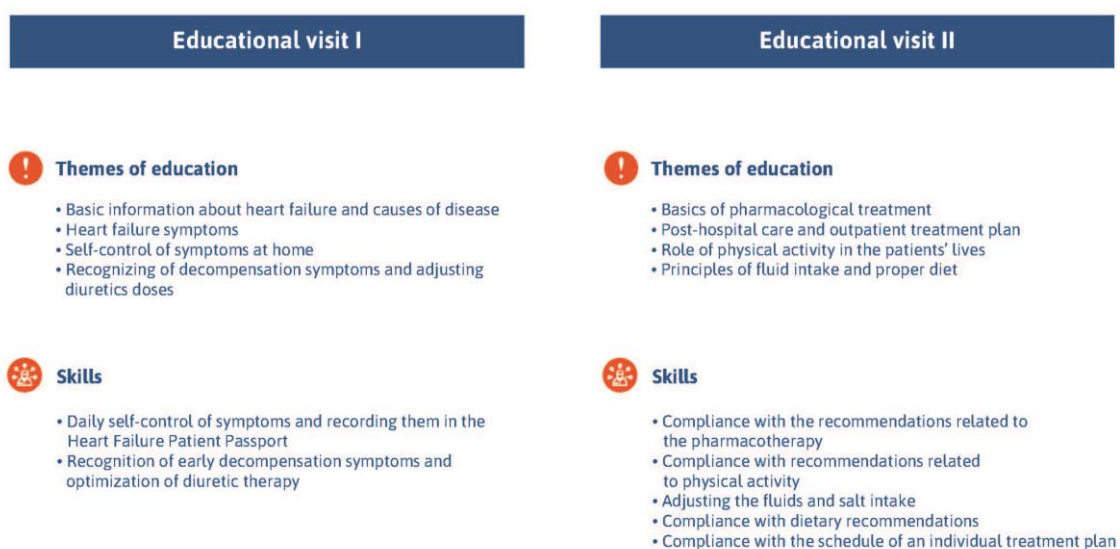 Educational visit I
Themes of education
• Basic information about heart failure and causes of disease
• Heart failure symptoms
• Self-control of symptoms at home
• Recognizing of decompensation symptoms and adjusting
diuretics doses
Skills
• Daily self-control of symptoms and recording them in the
Heart Failure Patient Passport
• Recognition of early decompensation symptoms and
optimization of diuretic therapy
Educational visit II
Themes of education
• Basics of pharmacological treatment
• Post-hospital care and outpatient treatment plan
• Role of physical activity in the patients' lives
• Principles of fluid intake and proper diet
Skills
• Compliance with the recommendations related to
the pharmacotherapy
• Compliance with recommendations related
to physical activity
• Adjusting the fluids and salt intake
• Compliance with dietary recommendations
• Compliance with the schedule of an individual treatment plan